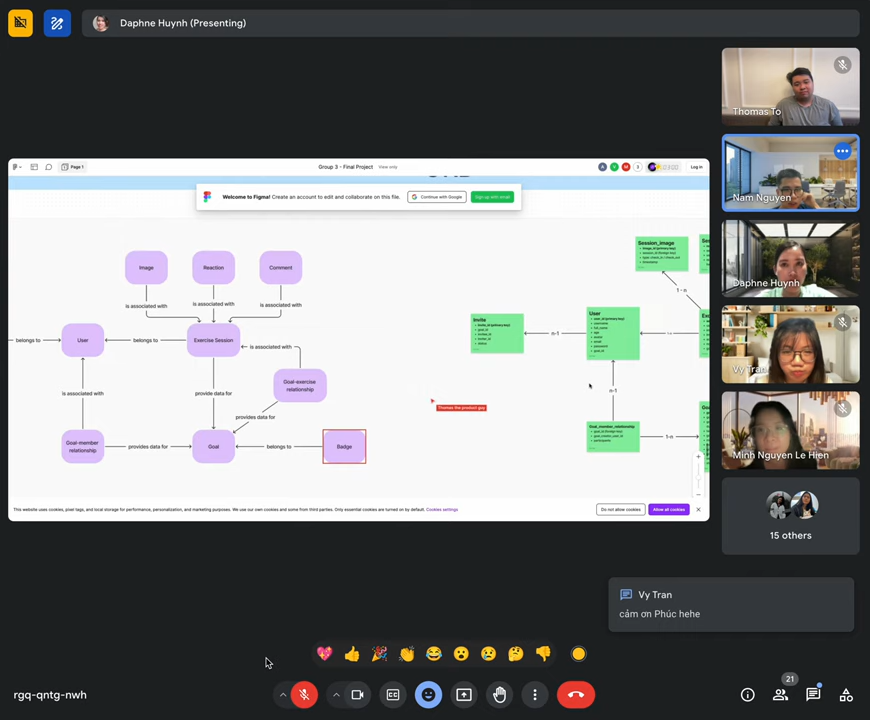 Daphne Huynh (Presenting)
Page 1
Group 3 - Final Project
View only
Log in
Welcome to Figma! Create an account to edit and collaborate on this file.
Continue with Google
Sign up with email
Image
Reaction
Comment
is associated with
is associated with
is associated with
belongs to
User
belongs to
Exercise Session
is associated with
Goal-exercise
relationship
is associated with
provide data for
provides data for
Goal-member
relationship
provides data for
Goal
belongs to
Badge
Thomas the product guy
Session_image
Invite
n-1
User
1-n
n-1
Goal_member_relationship
1-n
This website uses cookies, pixel tags, and local storage for performance, personalization, and marketing purposes. We use our own cookies and some from third parties. Only essential cookies are turned on by default. Cookies settings
Do not allow cookies
Allow all cookies
Thomas To
Nam Nguyen
Daphne Huynh
Vy Tran
Minh Nguyen Le Hien
15 others
Vy Tran
cám ơn Phúc hehe
rgq-qntg-nwh
21